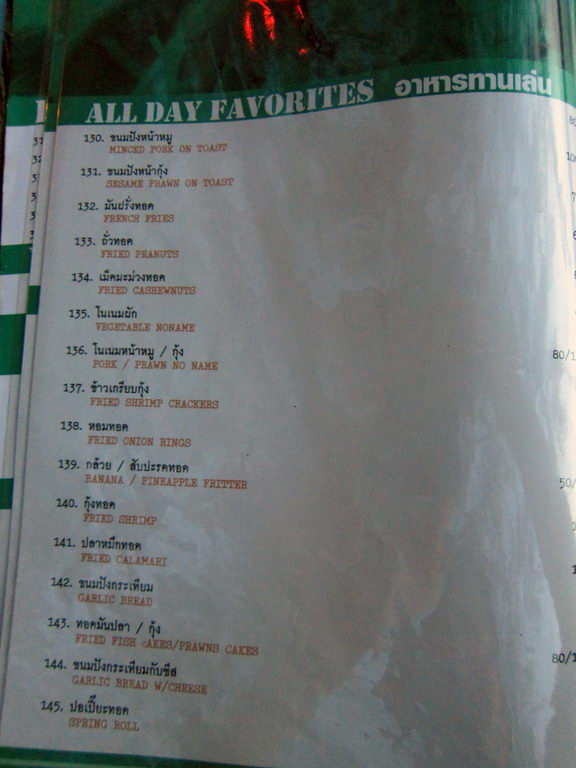 ALL DAY FAVORITES อาหารทานเล่น
130. ขนมปังหน้าหมู
MINCED PORK ON TOAST
131. ขนมปังหน้ากุ้ง
SESAME PRAWN ON TOAST
132. มันฝรั่งทอด
FRENCH FRIES
133. ถั่วทอด
FRIED PEANUTS
134. เม็ดมะม่วงทอด
FRIED CASHEWNUTS
135. โนเนมผัก
VEGETABLE NONAME
136. โนเนมหน้าหมู / กุ้ง 80/1
PORK / PRAWN NO NAME
137. ข้าวเกรียบกุ้ง
FRIED SHRIMP CRACKERS
138. หอมทอด
FRIED ONION RINGS
139. กล้วย / สับปะรดทอด 50/
BANANA / PINEAPPLE FRITTER
140. กุ้งทอด
FRIED SHRIMP
141. ปลาหมึกทอด
FRIED CALAMARI
142. ขนมปังกระเทียม
GARLIC BREAD
143. ทอดมันปลา / กุ้ง 80/1
FRIED FISH CAKES/PRAWNS CAKES
144. ขนมปังกระเทียมกับชีส
GARLIC BREAD W/CHEESE
145. ปอเปี๊ยะทอด
SPRING ROLL